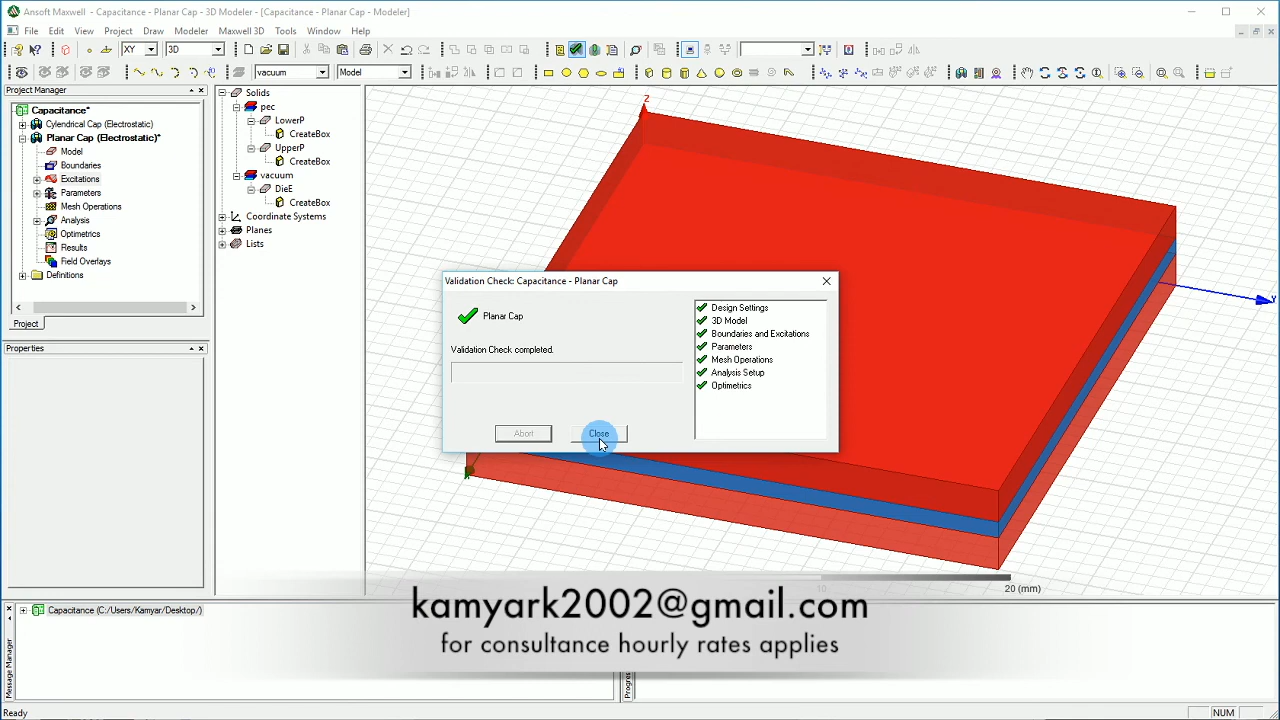 Ansoft Maxwell - Capacitance - Planar Cap - 3D Modeler - [Capacitance - Planar Cap - Modeler]
File Edit View Project Draw Modeler Maxwell 3D Tools Window Help
XY 3D
vacuum Model
Project Manager
Capacitance*
Cylendrical Cap (Electrostatic)
Planar Cap (Electrostatic)*
Model
Boundaries
Excitations
Parameters
Mesh Operations
Analysis
Optimetrics
Results
Field Overlays
Definitions
Project
Properties
Solids
pec
LowerP
CreateBox
UpperP
CreateBox
vacuum
DieE
CreateBox
Coordinate Systems
Planes
Lists
Z
Y
Validation Check: Capacitance - Planar Cap
Planar Cap
Validation Check completed.
Abort Close
Design Settings
3D Model
Boundaries and Excitations
Parameters
Mesh Operations
Analysis Setup
Optimetrics
10 20 (mm)
kamyark2002@gmail.com
for consultance hourly rates applies
Capacitance (C:/Users/Kamyar/Desktop/)
Message Manager
Progres
Ready NUM